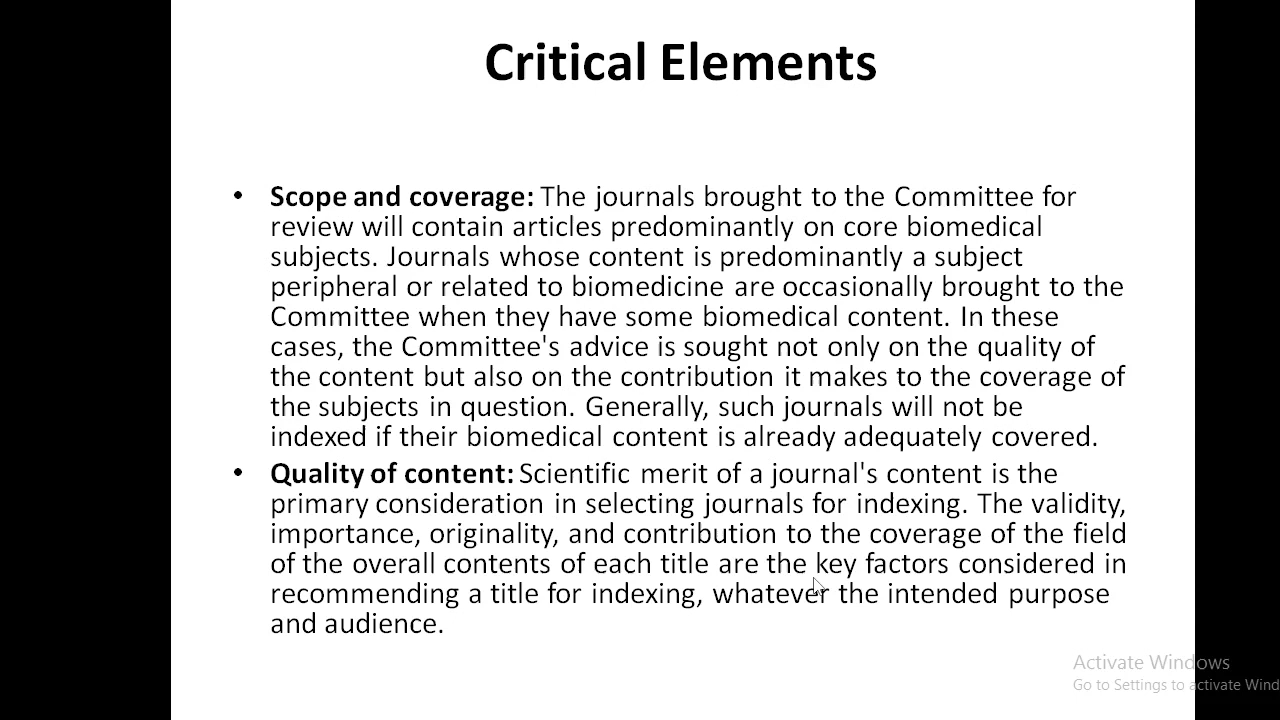 Critical Elements
• Scope and coverage: The journals brought to the Committee for
review will contain articles predominantly on core biomedical
subjects. Journals whose content is predominantly a subject
peripheral or related to biomedicine are occasionally brought to the
Committee when they have some biomedical content. In these
cases, the Committee's advice is sought not only on the quality of
the content but also on the contribution it makes to the coverage of
the subjects in question. Generally, such journals will not be
indexed if their biomedical content is already adequately covered.
• Quality of content: Scientific merit of a journal's content is the
primary consideration in selecting journals for indexing. The validity,
importance, originality, and contribution to the coverage of the field
of the overall contents of each title are the key factors considered in
recommending a title for indexing, whatever the intended purpose
and audience.
Activate Windows
Go to Settings to activate Wind